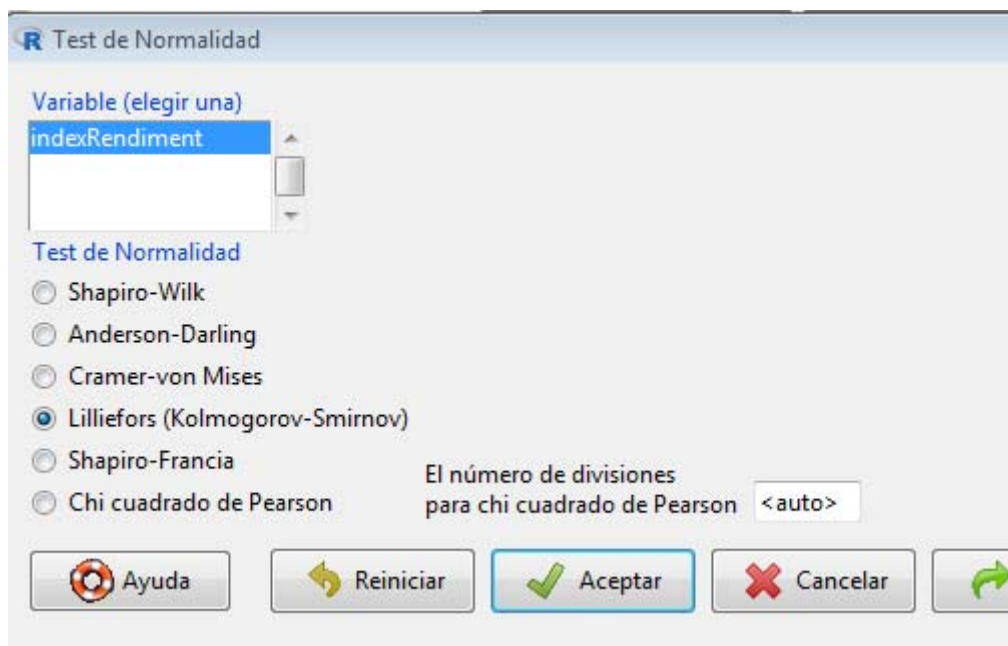 R Test de Normalidad
Variable (elegir una)
indexRendiment
Test de Normalidad
Shapiro-Wilk
Anderson-Darling
Cramer-von Mises
Lilliefors (Kolmogorov-Smirnov)
Shapiro-Francia
Chi cuadrado de Pearson
El número de divisiones
para chi cuadrado de Pearson <auto>
Ayuda Reiniciar Aceptar Cancelar